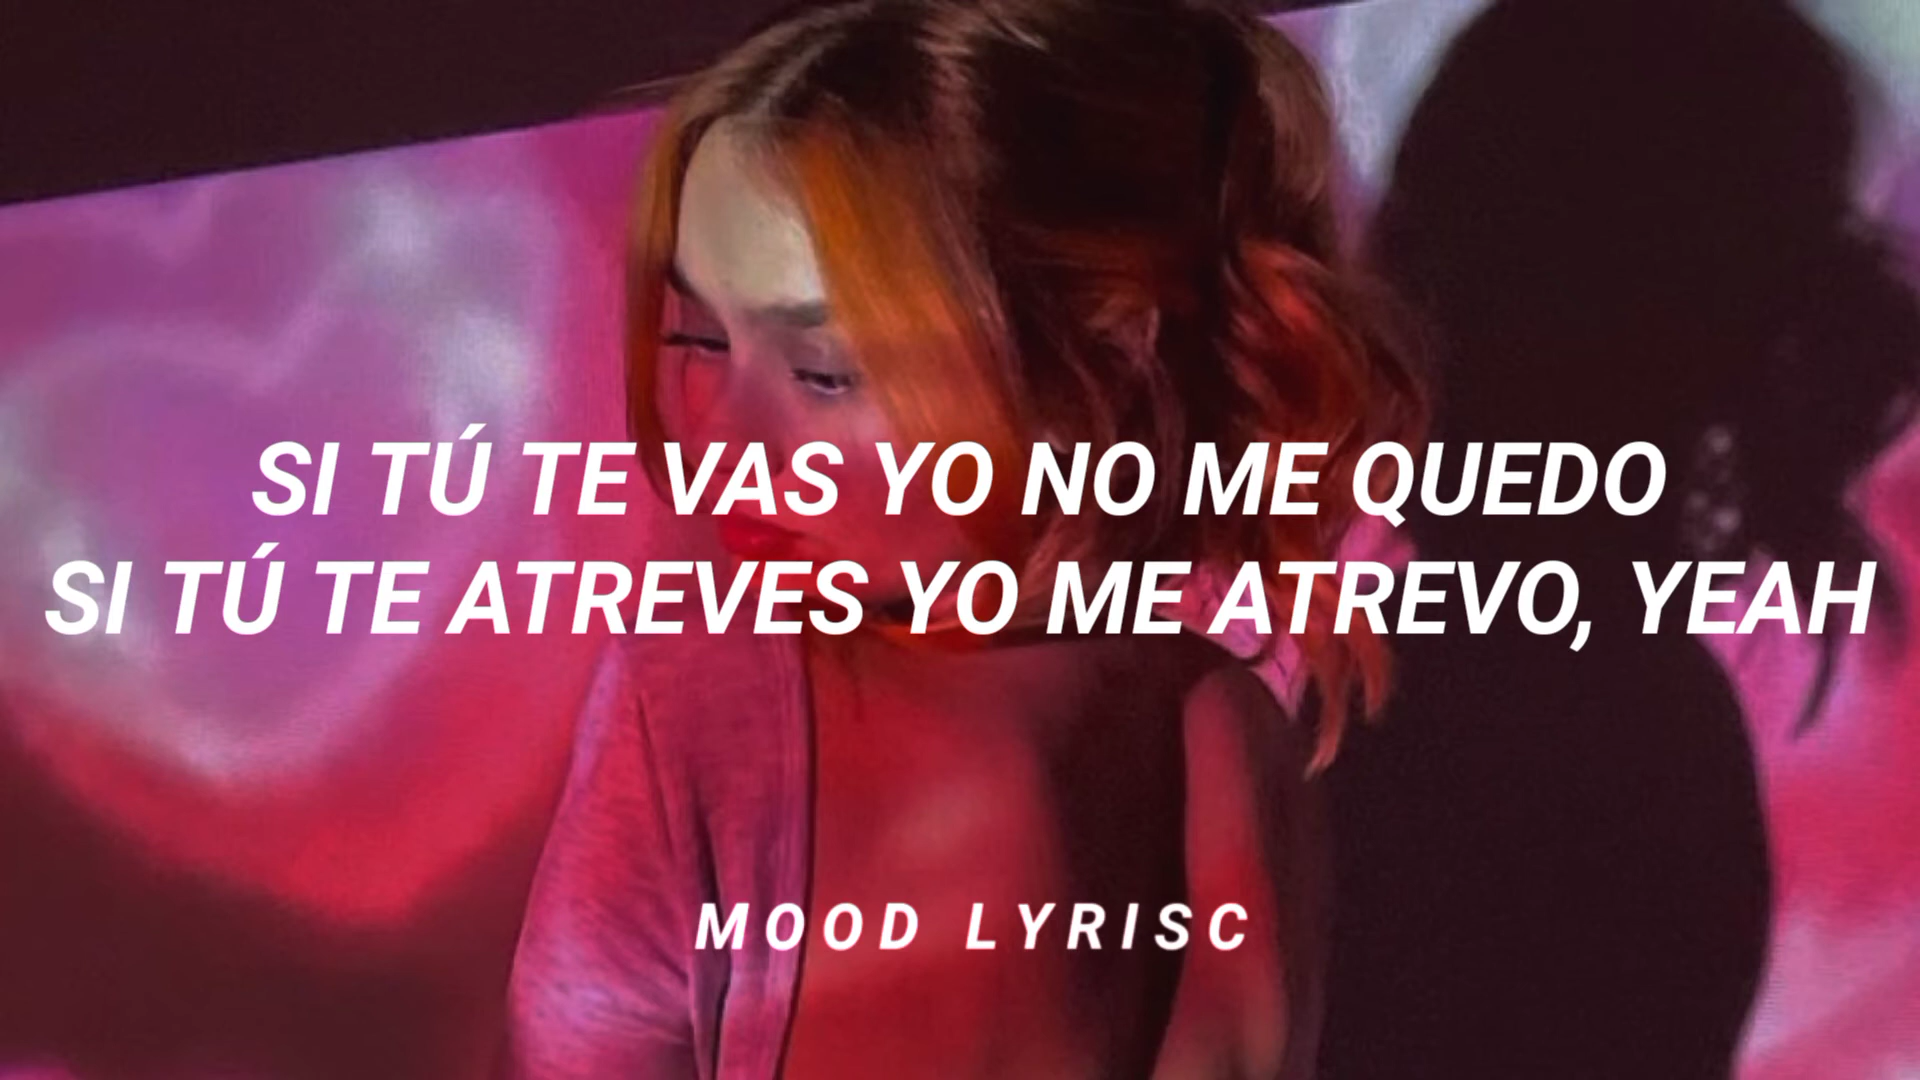 SI TÚ TE VAS YO NO ME QUEDO
SI TÚ TE ATREVES YO ME ATREVO, YEAH
MOOD LYRISC